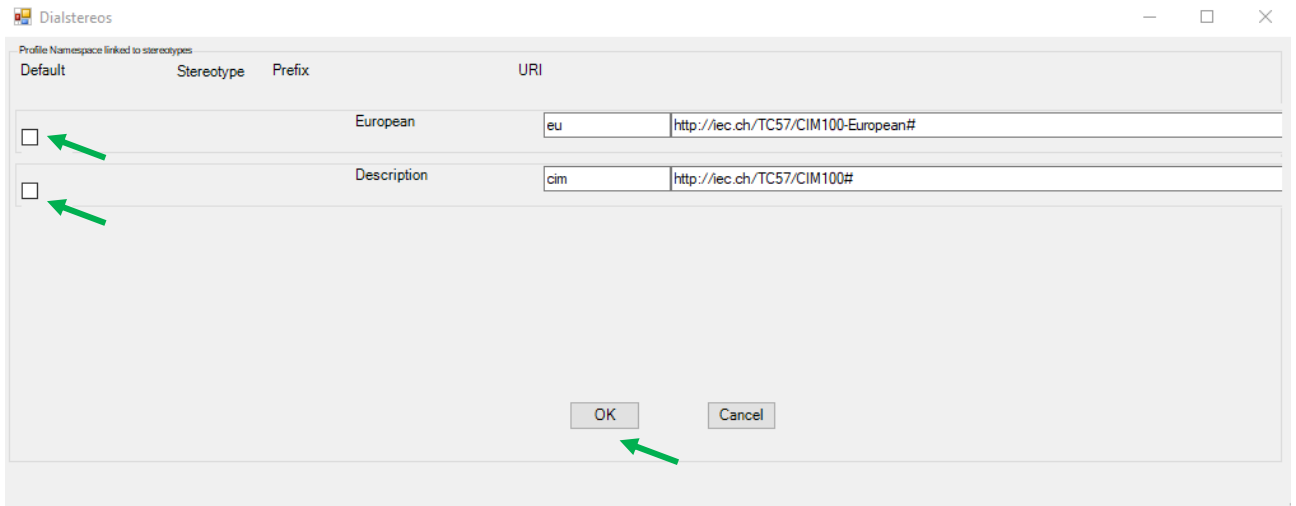 Dialstereos
Profile Namespace linked to stereotypes
Default Stereotype Prefix URI
European eu http://iec.ch/TC57/CIM100-European#
Description cim http://iec.ch/TC57/CIM100#
OK Cancel